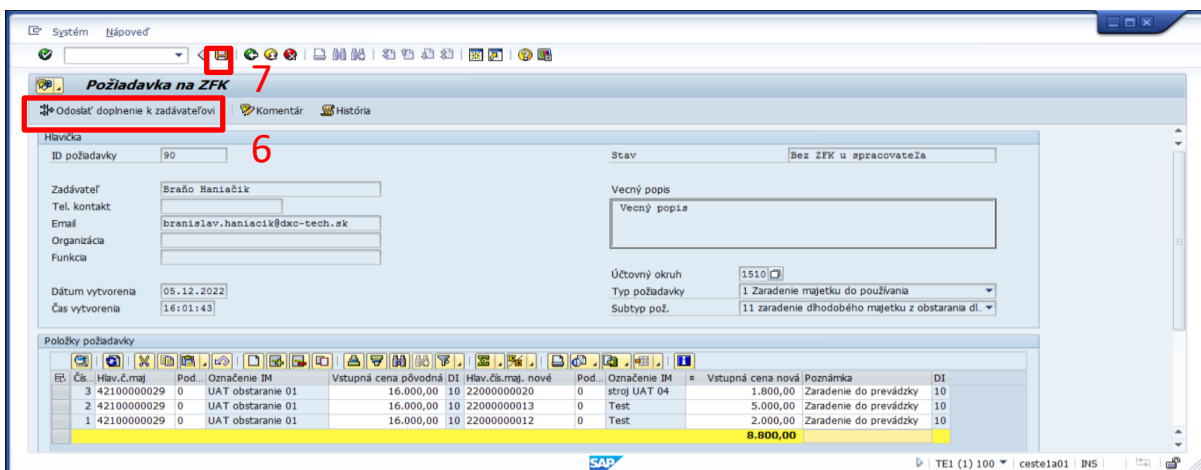 Systém Nápoveď
7
Požiadavka na ZFK
Odoslať doplnenie k zadávateľovi Komentár História
6
Hlavička
ID požiadavky 90 Stav Bez ZFK u spracovateľa
Zadávateľ Braňo Haniačik Vecný popis
Tel. kontakt Vecný popis
Email branislav.haniacik@dxc-tech.sk
Organizácia
Funkcia
Účtovný okruh 1510
Dátum vytvorenia 05.12.2022 Typ požiadavky 1 Zaradenie majetku do používania
Čas vytvorenia 16:01:43 Subtyp pož. 11 zaradenie dlhodobého majetku z obstarania dl..
Položky požiadavky
Čís... Hlav.č.maj Pod... Označenie IM Vstupná cena pôvodná DI Hlav.čís.maj. nové Pod... Označenie IM Vstupná cena nová Poznámka DI
3 42100000029 0 UAT obstaranie 01 16.000,00 10 22000000020 0 stroj UAT 04 1.800,00 Zaradenie do prevádzky 10
2 42100000029 0 UAT obstaranie 01 16.000,00 10 22000000013 0 Test 5.000,00 Zaradenie do prevádzky 10
1 42100000029 0 UAT obstaranie 01 16.000,00 10 22000000012 0 Test 2.000,00 Zaradenie do prevádzky 10
8.800,00
SAP TE1 (1) 100 ceste1a01 INS